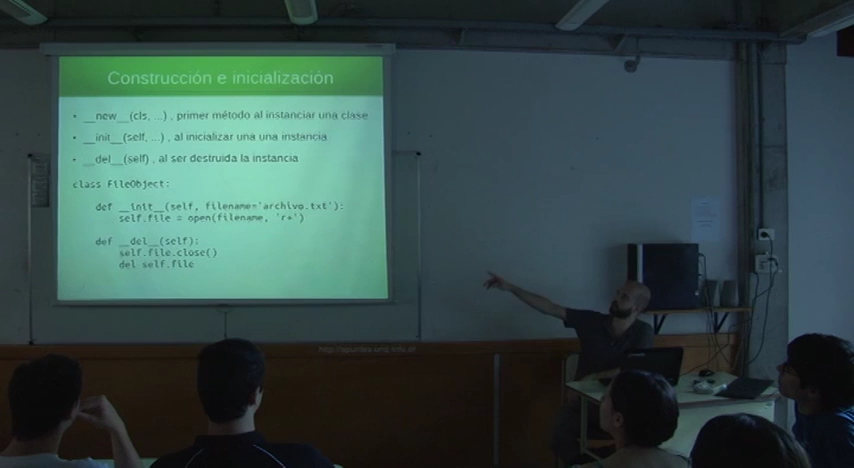 Construcción e inicialización
• __new__(cls, ...) , primer método al instanciar una clase
• __init__(self, ...) , al inicializar una una instancia
• __del__(self) , al ser destruida la instancia
class FileObject:
def __init__(self, filename='archivo.txt'):
self.file = open(filename, 'r+')
def __del__(self):
self.file.close()
del self.file